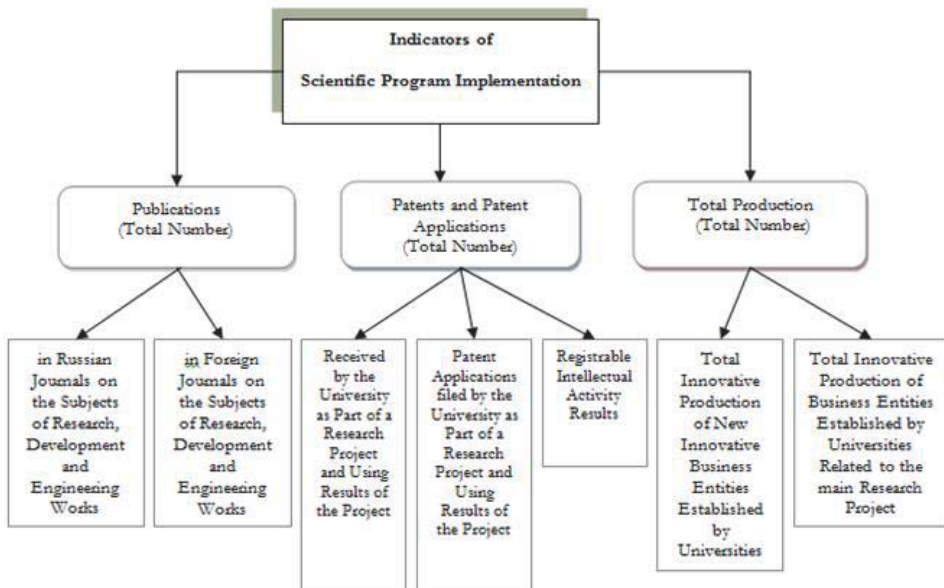 Indicators of
Scientific Program Implementation
Publications
(Total Number)
Patents and Patent
Applications
(Total Number)
Total Production
(Total Number)
in Russian
Journals on
the Subjects
of Research,
Development
and
Engineering
Works
in Foreign
Journals on
the Subjects
of Research,
Development
and
Engineering
Works
Received
by the
University
as Part of a
Research
Project
and Using
Results of
the Project
Patent
Applications
filed by the
University as
Part of a
Research
Project and
Using
Results of
the Project
Registrable
Intellectual
Activity
Results
Total
Innovative
Production
of New
Innovative
Business
Entities
Established
by
Universities
Total Innovative
Production of
Business Entities
Established by
Universities
Related to the
main Research
Project